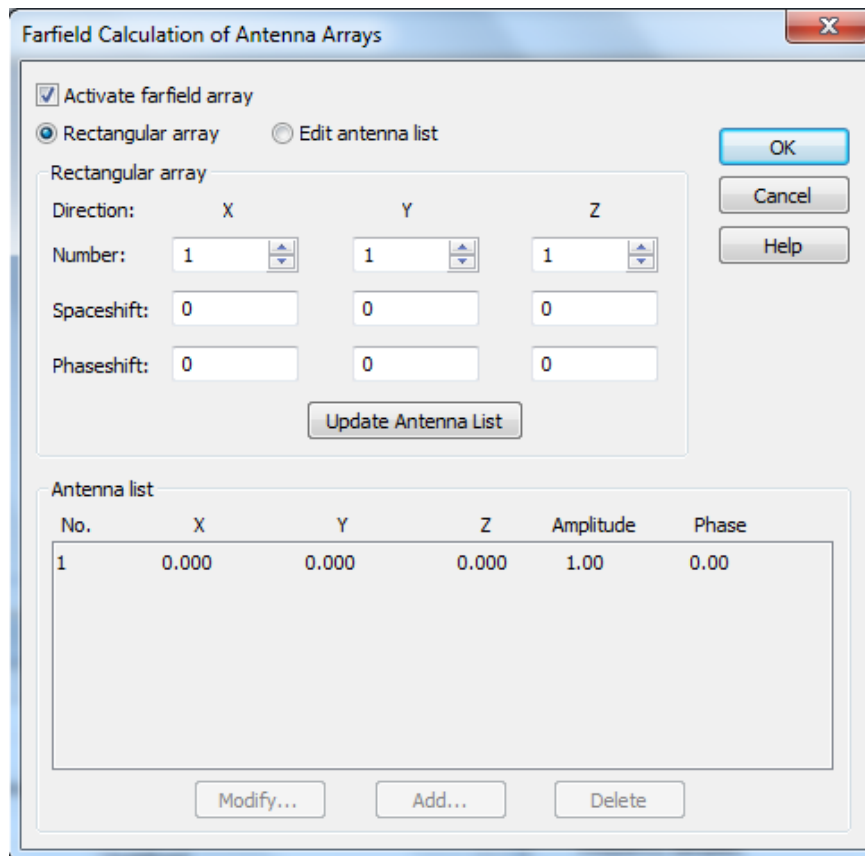 Farfield Calculation of Antenna Arrays
Activate farfield array
Rectangular array Edit antenna list
OK
Rectangular array
Cancel
Direction: X Y Z
Help
Number: 1 1 1
Spaceshift: 0 0 0
Phaseshift: 0 0 0
Update Antenna List
Antenna list
No. X Y Z Amplitude Phase
1 0.000 0.000 0.000 1.00 0.00
Modify... Add... Delete